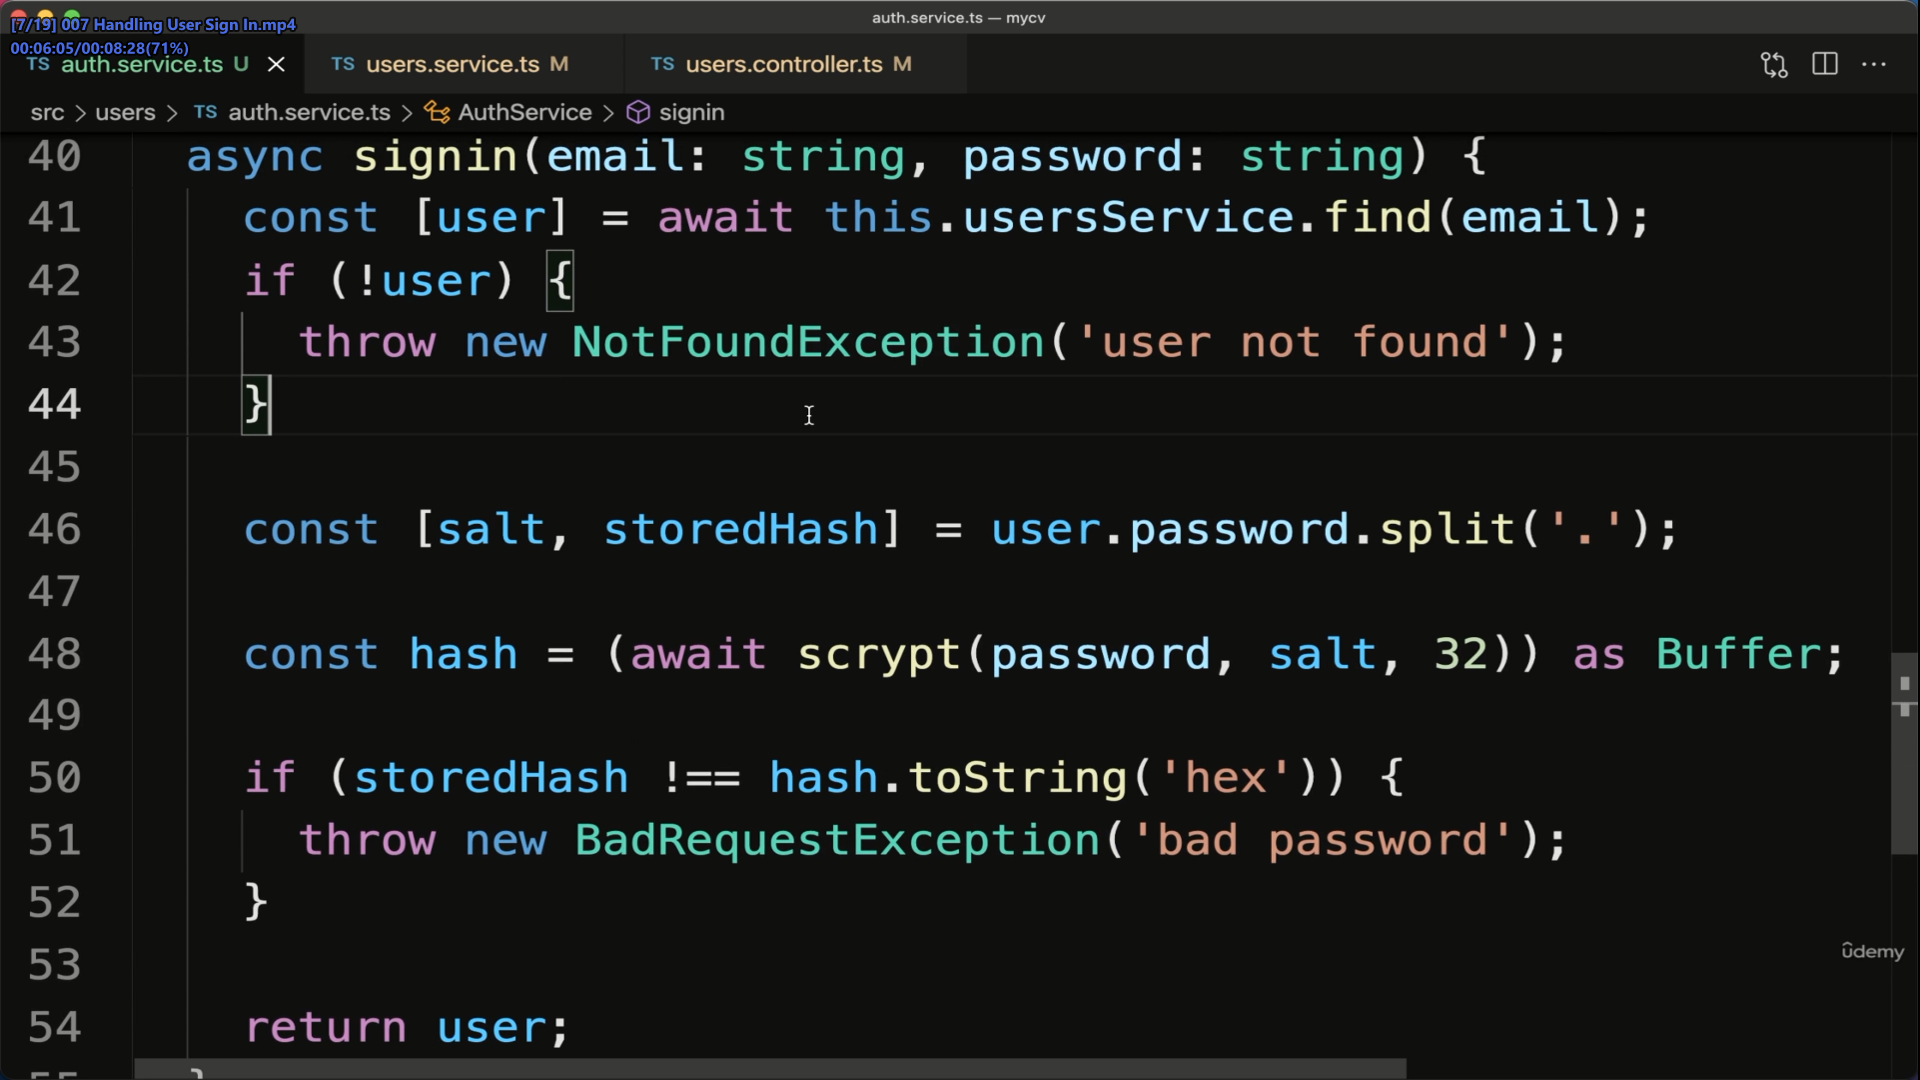 auth.service.ts — mycv
[7/19] 007 Handling User Sign In.mp4
00:06:05/00:08:28(71%)
TS auth.service.ts U TS users.service.ts M TS users.controller.ts M
src > users > TS auth.service.ts > AuthService > signin
40 async signin(email: string, password: string) {
41 const [user] = await this.usersService.find(email);
42 if (!user) {
43 throw new NotFoundException('user not found');
44 }
45
46 const [salt, storedHash] = user.password.split('.');
47
48 const hash = (await scrypt(password, salt, 32)) as Buffer;
49
50 if (storedHash !== hash.toString('hex')) {
51 throw new BadRequestException('bad password');
52 }
53
54 return user;
55 }
udemy